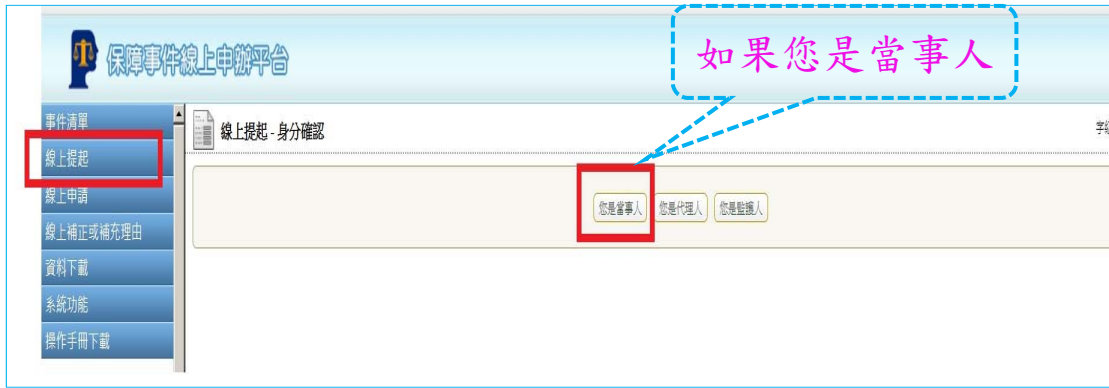 保障事件線上申辦平台
如果您是當事人
事件清單
線上提起
線上申請
線上補正或補充理由
資料下載
系統功能
操作手冊下載
線上提起 - 身分確認
字級
您是當事人
您是代理人
您是監護人